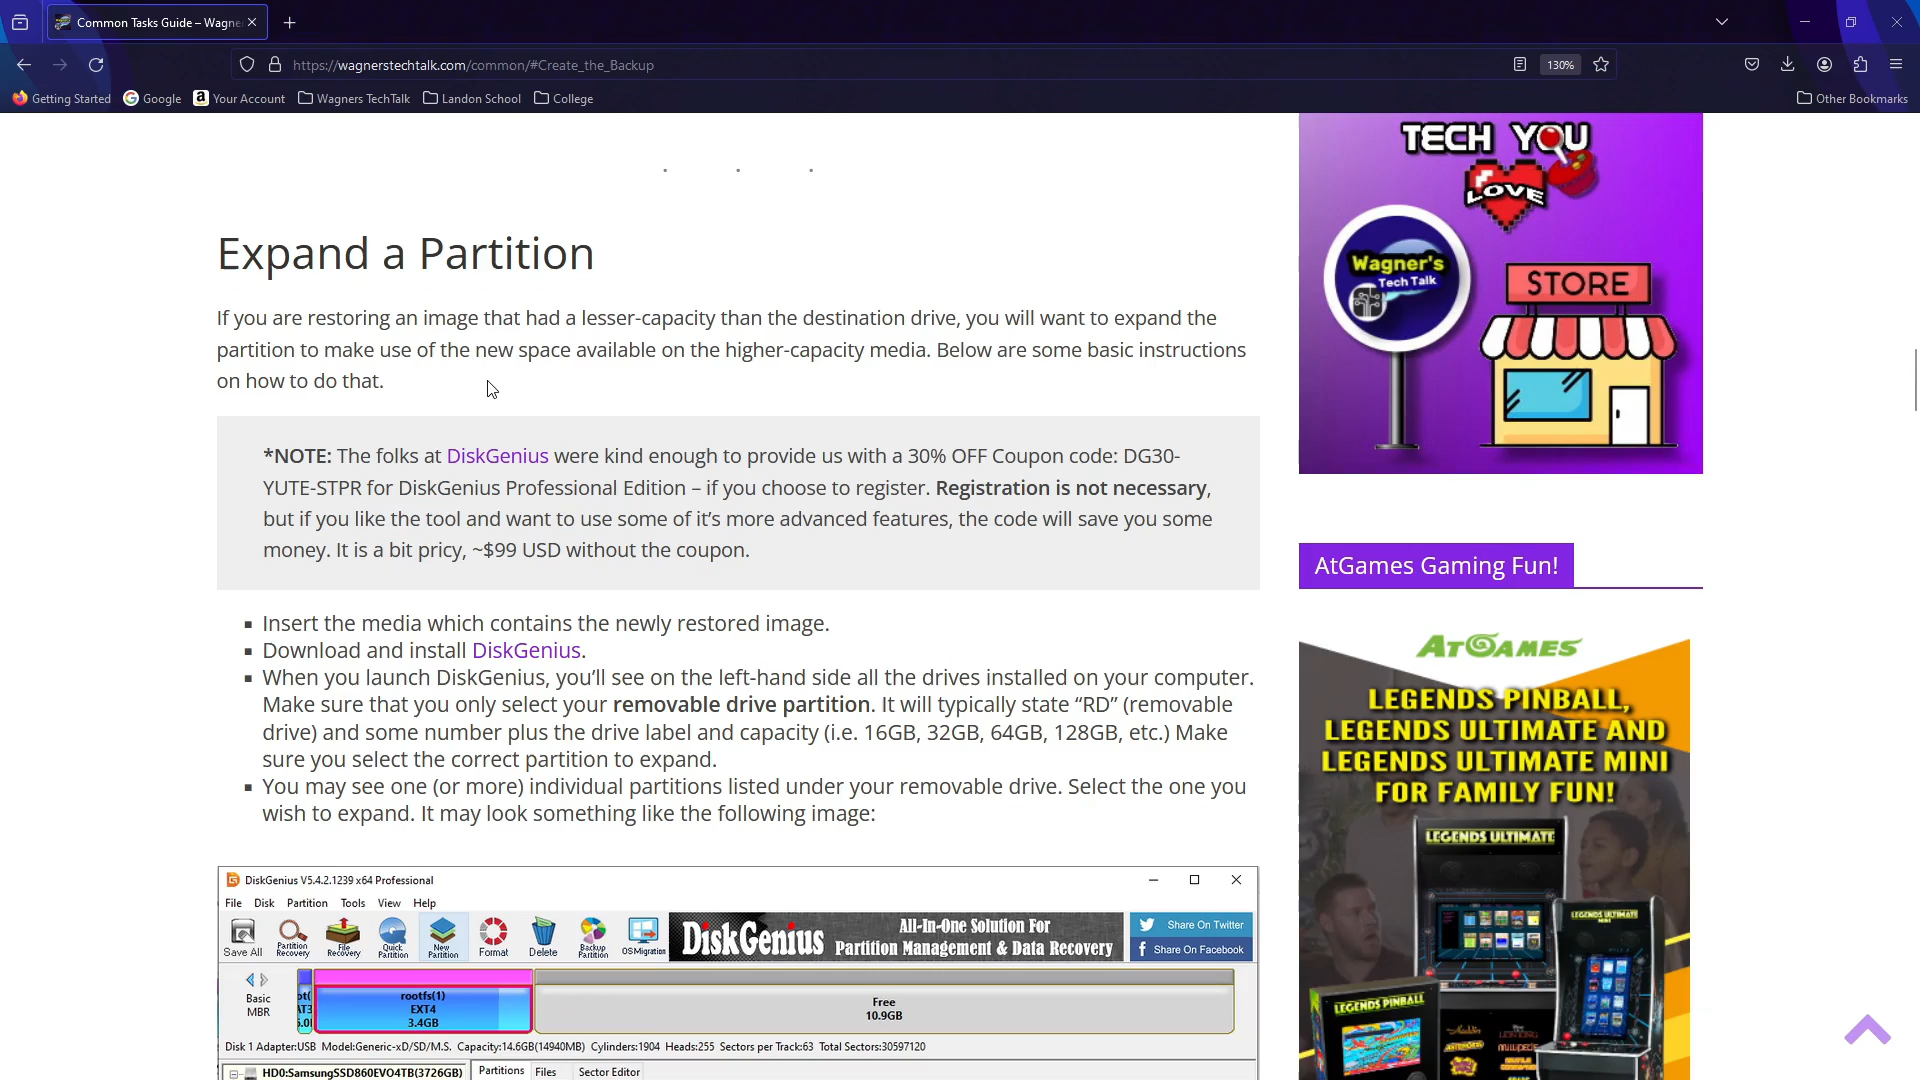 Common Tasks Guide – Wagne
https://wagnerstechtalk.com/common/#Create_the_Backup
130%
Getting Started
Google
Your Account
Wagners TechTalk
Landon School
College
Other Bookmarks
Expand a Partition
If you are restoring an image that had a lesser-capacity than the destination drive, you will want to expand the
partition to make use of the new space available on the higher-capacity media. Below are some basic instructions
on how to do that.
*NOTE: The folks at DiskGenius were kind enough to provide us with a 30% OFF Coupon code: DG30-
YUTE-STPR for DiskGenius Professional Edition – if you choose to register. Registration is not necessary,
but if you like the tool and want to use some of it’s more advanced features, the code will save you some
money. It is a bit pricy, ~$99 USD without the coupon.
Insert the media which contains the newly restored image.
Download and install DiskGenius.
When you launch DiskGenius, you’ll see on the left-hand side all the drives installed on your computer.
Make sure that you only select your removable drive partition. It will typically state “RD” (removable
drive) and some number plus the drive label and capacity (i.e. 16GB, 32GB, 64GB, 128GB, etc.) Make
sure you select the correct partition to expand.
You may see one (or more) individual partitions listed under your removable drive. Select the one you
wish to expand. It may look something like the following image:
DiskGenius V5.4.2.1239 x64 Professional
File Disk Partition Tools View Help
Save All
Partition Recovery
File Recovery
Quick Partition
New Partition
Format
Delete
Backup Partition
OS Migration
DiskGenius
All-In-One Solution For
Partition Management & Data Recovery
Share On Twitter
Share On Facebook
Basic
MBR
rootfs(1)
EXT4
3.4GB
Free
10.9GB
Disk 1 Adapter:USB Model:Generic-xD/SD/M.S. Capacity:14.6GB(14940MB) Cylinders:1904 Heads:255 Sectors per Track:63 Total Sectors:30597120
HD0:SamsungSSD860EVO4TB(3726GB)
Partitions Files Sector Editor
TECH YOU
LOVE
Wagner's
Tech Talk
STORE
AtGames Gaming Fun!
ATGAMES
LEGENDS PINBALL,
LEGENDS ULTIMATE AND
LEGENDS ULTIMATE MINI
FOR FAMILY FUN!
LEGENDS ULTIMATE
LEGENDS ULTIMATE
MINI
LEGENDS PINBALL